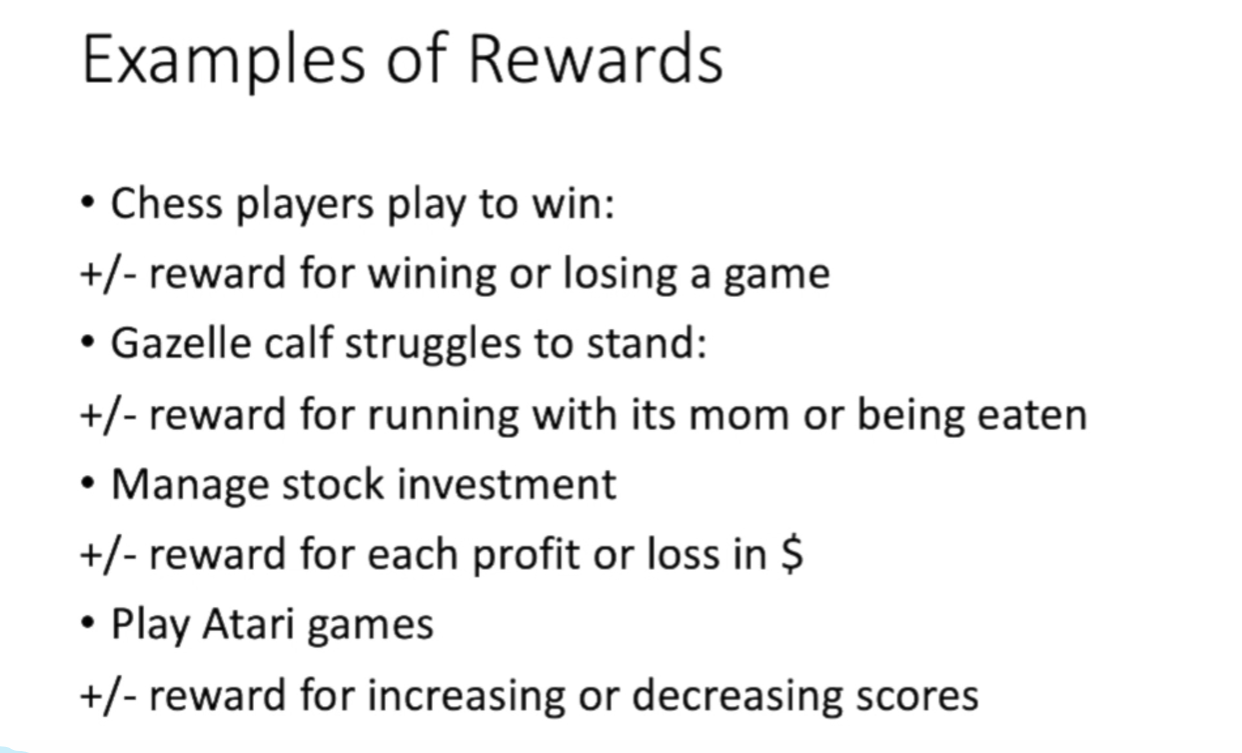 Examples of Rewards
• Chess players play to win:
+/- reward for wining or losing a game
• Gazelle calf struggles to stand:
+/- reward for running with its mom or being eaten
• Manage stock investment
+/- reward for each profit or loss in $
• Play Atari games
+/- reward for increasing or decreasing scores